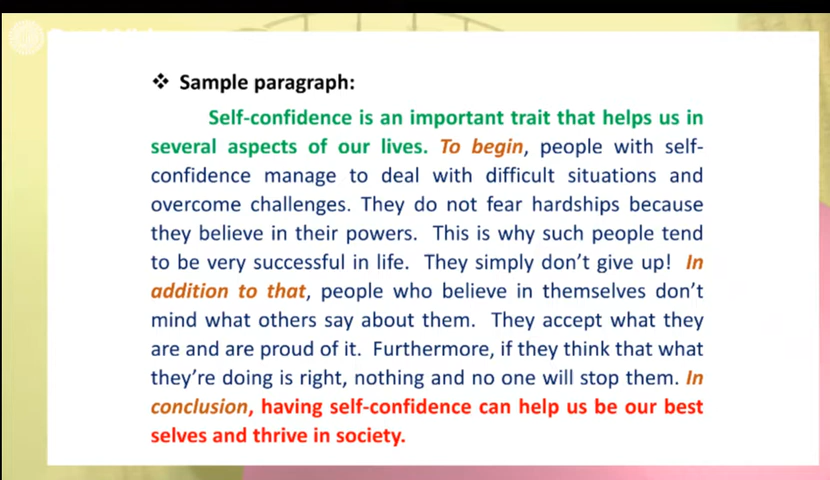 ❖ Sample paragraph:
Self-confidence is an important trait that helps us in
several aspects of our lives. To begin, people with self-
confidence manage to deal with difficult situations and
overcome challenges. They do not fear hardships because
they believe in their powers. This is why such people tend
to be very successful in life. They simply don't give up! In
addition to that, people who believe in themselves don't
mind what others say about them. They accept what they
are and are proud of it. Furthermore, if they think that what
they're doing is right, nothing and no one will stop them. In
conclusion, having self-confidence can help us be our best
selves and thrive in society.